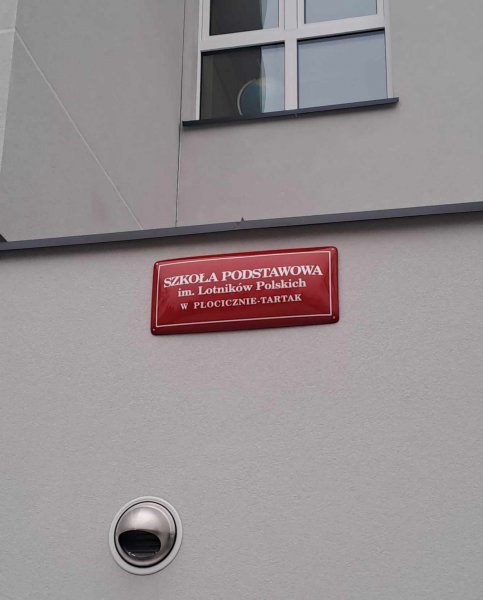 SZKOŁA PODSTAWOWA
im. Lotników Polskich
W PŁOCICZNIE-TARTAK